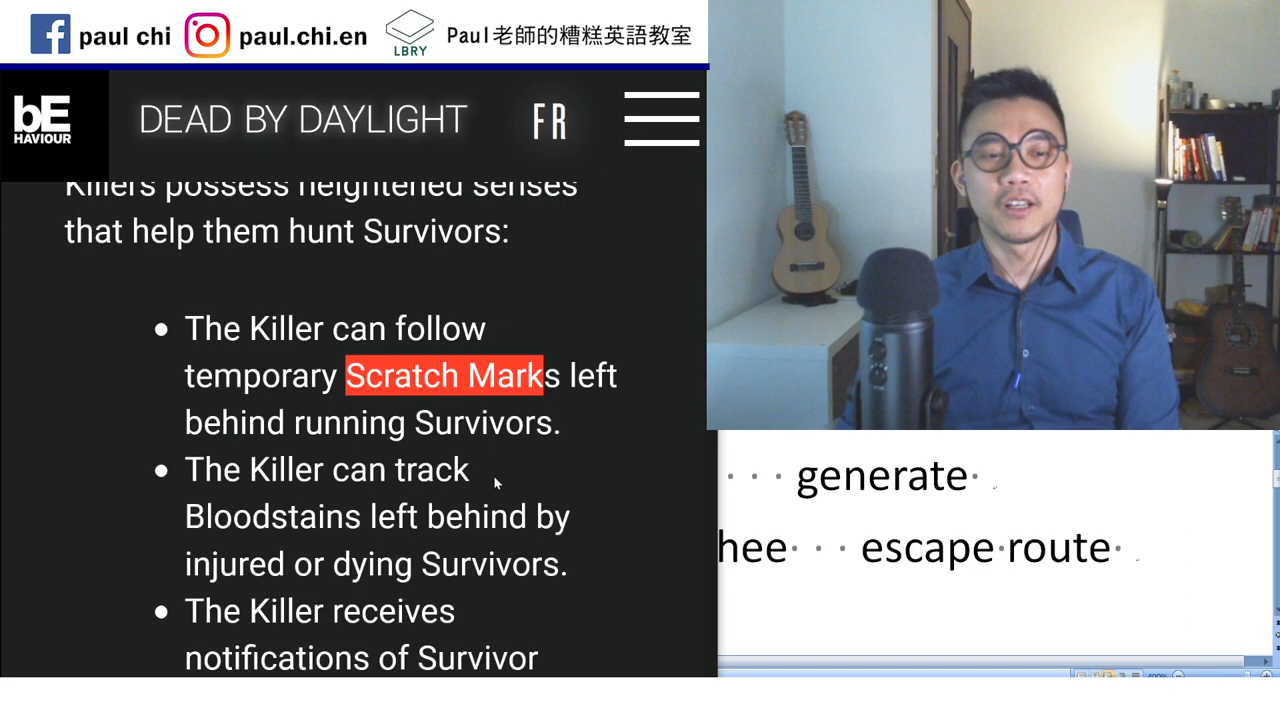 paul chi
paul.chi.en
LBRY
Paul老師的糟糕英語教室
bE
HAVIOUR
DEAD BY DAYLIGHT
FR
Killers possess heightened senses
that help them hunt Survivors:
• The Killer can follow
temporary Scratch Marks left
behind running Survivors.
• The Killer can track
Bloodstains left behind by
injured or dying Survivors.
• The Killer receives
notifications of Survivor
generate
hee escape route